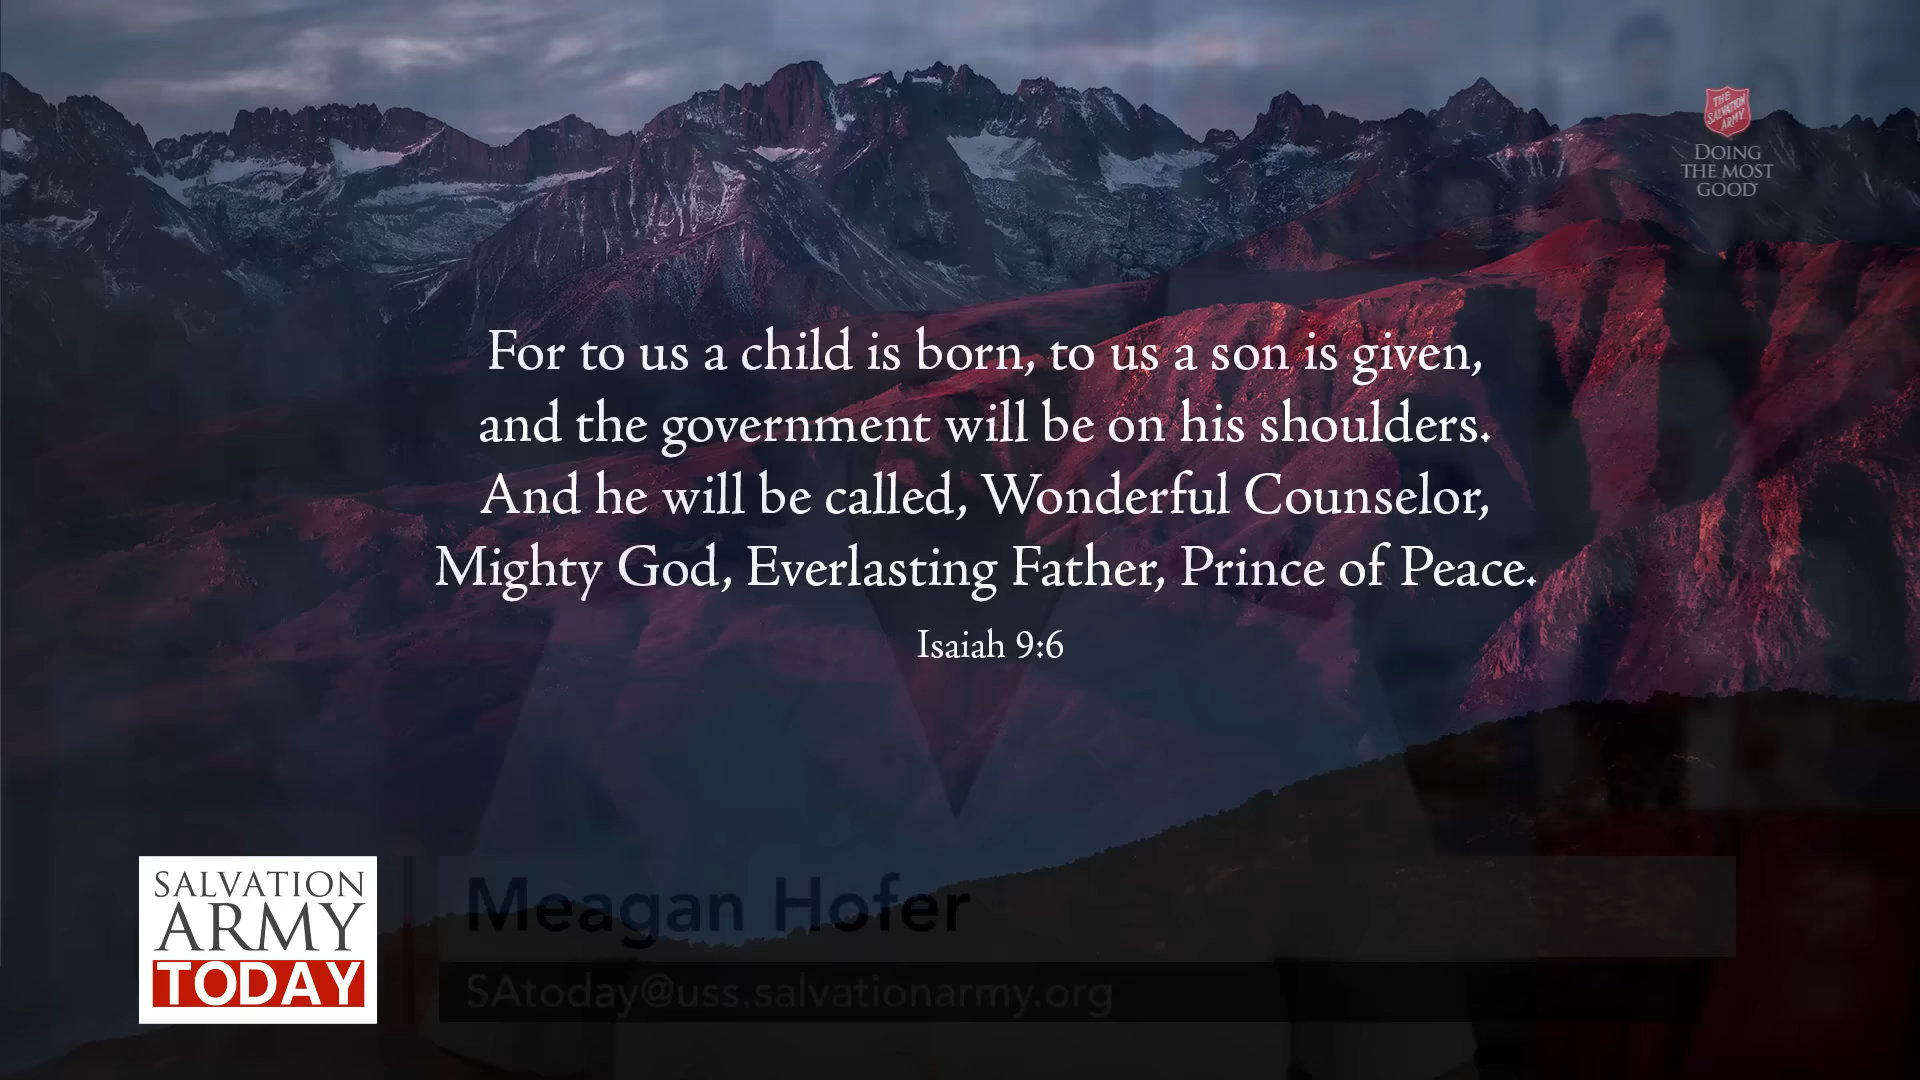 THE
SALVATION
ARMY
DOING
THE MOST
GOOD
For to us a child is born, to us a son is given,
and the government will be on his shoulders.
And he will be called, Wonderful Counselor,
Mighty God, Everlasting Father, Prince of Peace.
Isaiah 9:6
SALVATION
ARMY
TODAY
Meagan Hofer
SAtoday@uss.salvationarmy.org